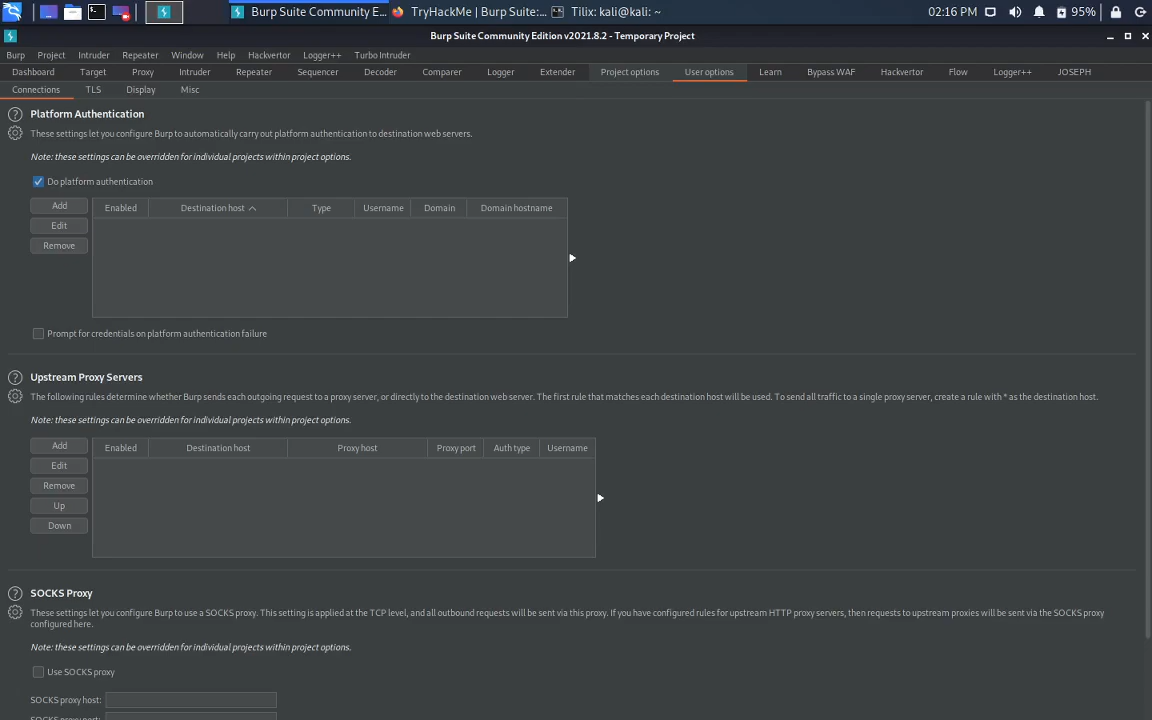 Burp Suite Community E...
TryHackMe | Burp Suite:...
Tilix: kali@kali: ~
02:16 PM
95%
Burp Suite Community Edition v2021.8.2 - Temporary Project
Burp Project Intruder Repeater Window Help Hackvertor Logger++ Turbo Intruder
Dashboard Target Proxy Intruder Repeater Sequencer Decoder Comparer Logger Extender Project options User options Learn Bypass WAF Hackvertor Flow Logger++ JOSEPH
Connections TLS Display Misc
Platform Authentication
These settings let you configure Burp to automatically carry out platform authentication to destination web servers.
Note: these settings can be overridden for individual projects within project options.
Do platform authentication
Add
Edit
Remove
Enabled Destination host Type Username Domain Domain hostname
Prompt for credentials on platform authentication failure
Upstream Proxy Servers
The following rules determine whether Burp sends each outgoing request to a proxy server, or directly to the destination web server. The first rule that matches each destination host will be used. To send all traffic to a single proxy server, create a rule with * as the destination host.
Note: these settings can be overridden for individual projects within project options.
Add
Edit
Remove
Up
Down
Enabled Destination host Proxy host Proxy port Auth type Username
SOCKS Proxy
These settings let you configure Burp to use a SOCKS proxy. This setting is applied at the TCP level, and all outbound requests will be sent via this proxy. If you have configured rules for upstream HTTP proxy servers, then requests to upstream proxies will be sent via the SOCKS proxy
configured here.
Note: these settings can be overridden for individual projects within project options.
Use SOCKS proxy
SOCKS proxy host:
SOCKS proxy port: